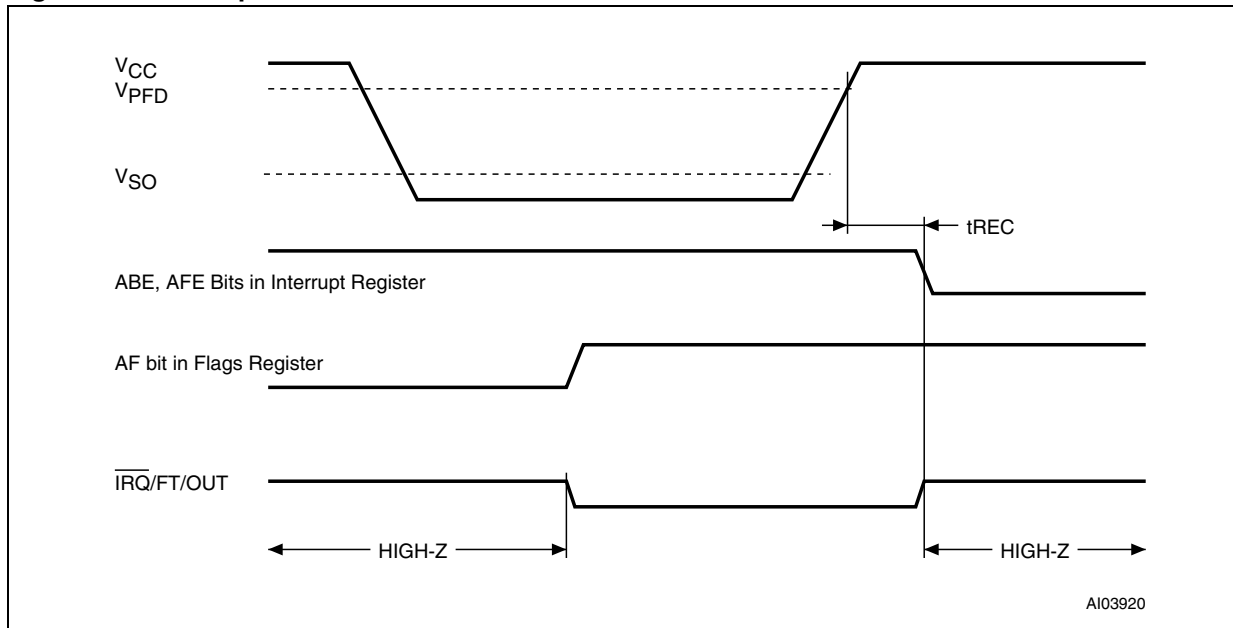 VCC
VPFD
VSO
tREC
ABE, AFE Bits in Interrupt Register
AF bit in Flags Register
IRQ/FT/OUT
HIGH-Z
HIGH-Z
AI03920